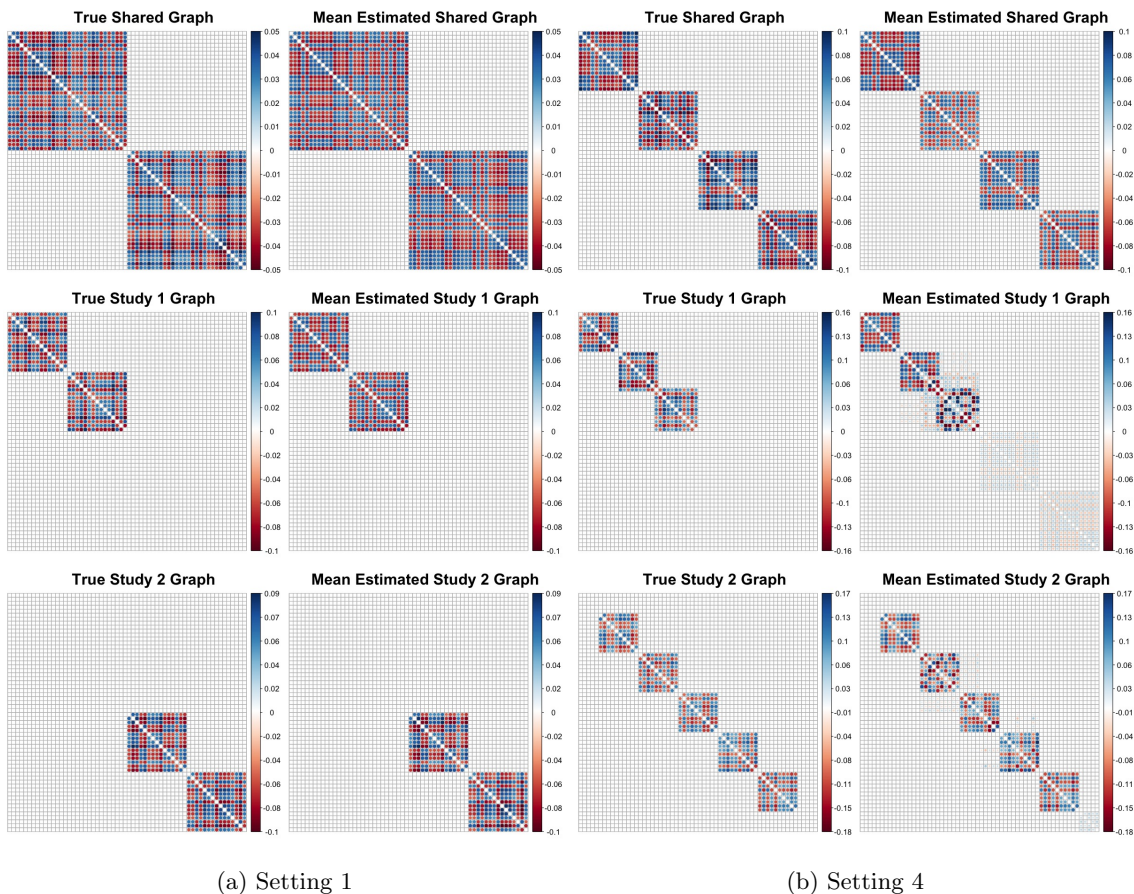 True Shared Graph
Mean Estimated Shared Graph
True Shared Graph
Mean Estimated Shared Graph
0.05 0.05 0.1 0.1
0.04 0.04 0.08 0.08
0.03 0.03 0.06 0.06
0.02 0.02 0.04 0.04
0.01 0.01 0.02 0.02
0 0 0 0
-0.01 -0.01 -0.02 -0.02
-0.02 -0.02 -0.04 -0.04
-0.03 -0.03 -0.06 -0.06
-0.04 -0.04 -0.08 -0.08
-0.05 -0.05 -0.1 -0.1
True Study 1 Graph
Mean Estimated Study 1 Graph
True Study 1 Graph
Mean Estimated Study 1 Graph
0.1 0.1 0.16 0.16
0.08 0.08 0.13 0.13
0.06 0.06 0.1 0.1
0.04 0.04 0.06 0.06
0.02 0.02 0.03 0.03
0 0 0 0
-0.02 -0.02 -0.03 -0.03
-0.04 -0.04 -0.06 -0.06
-0.06 -0.06 -0.1 -0.1
-0.08 -0.08 -0.13 -0.13
-0.1 -0.1 -0.16 -0.16
True Study 2 Graph
Mean Estimated Study 2 Graph
True Study 2 Graph
Mean Estimated Study 2 Graph
0.09 0.09 0.17 0.17
0.08 0.08 0.13 0.13
0.06 0.06 0.1 0.1
0.04 0.04 0.06 0.06
0.02 0.02 0.03 0.03
0 0 -0.01 -0.01
-0.02 -0.02 -0.04 -0.04
-0.04 -0.04 -0.08 -0.08
-0.06 -0.06 -0.11 -0.11
-0.08 -0.08 -0.15 -0.15
-0.1 -0.1 -0.18 -0.18
(a) Setting 1
(b) Setting 4